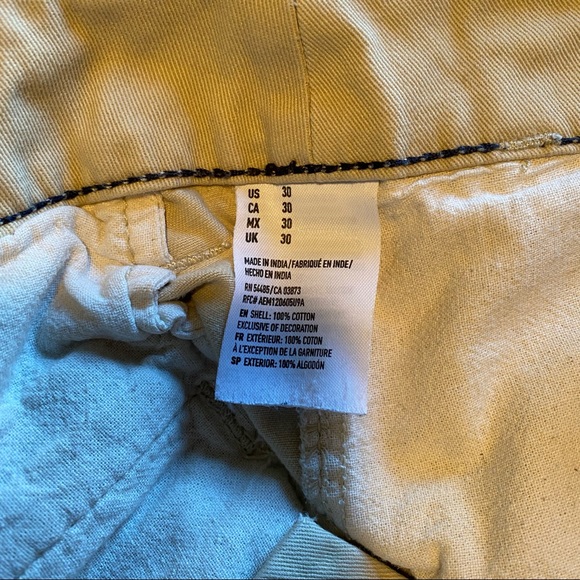 US 30
CA 30
MX 30
UK 30
MADE IN INDIA/FABRIQUÉ EN INDE/
HECHO EN INDIA
RN 54485/CA 03873
RFC# AEM120605U9A
EN SHELL: 100% COTTON
EXCLUSIVE OF DECORATION
FR EXTÉRIEUR: 100% COTON
À L'EXCEPTION DE LA GARNITURE
SP EXTERIOR: 100% ALGODÓN